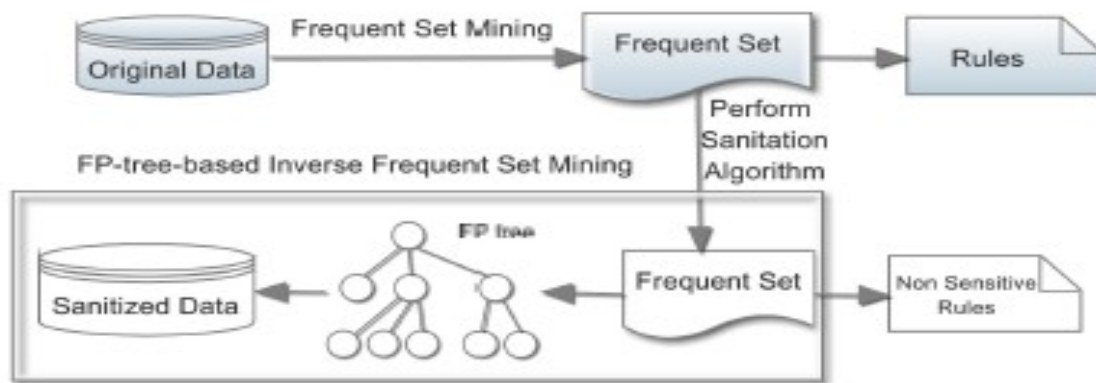 Frequent Set Mining
Original Data
Frequent Set
Rules
Perform
Sanitation
Algorithm
FP-tree-based Inverse Frequent Set Mining
FP tree
Sanitized Data
Frequent Set
Non Sensitive
Rules